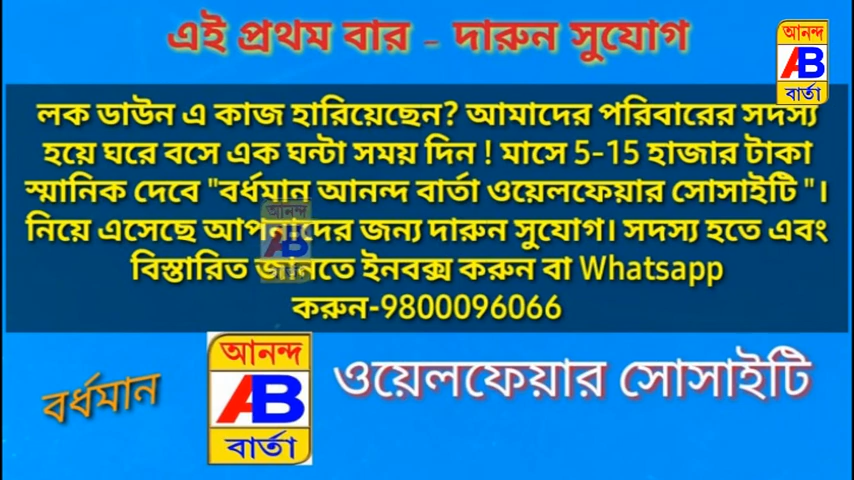 এই প্রথম বার - দারুন সুযোগ
আনন্দ
AB
বার্তা
লক ডাউন এ কাজ হারিয়েছেন? আমাদের পরিবারের সদস্য
হয়ে ঘরে বসে এক ঘন্টা সময় দিন ! মাসে 5-15 হাজার টাকা
স্মানিক দেবে "বর্ধমান আনন্দ বার্তা ওয়েলফেয়ার সোসাইটি "।
নিয়ে এসেছে আপনাদের জন্য দারুন সুযোগ। সদস্য হতে এবং
বিস্তারিত জানতে ইনবক্স করুন বা Whatsapp
করুন-9800096066
আনন্দ
AB
বার্তা
বর্ধমান
আনন্দ
AB
বার্তা
ওয়েলফেয়ার সোসাইটি